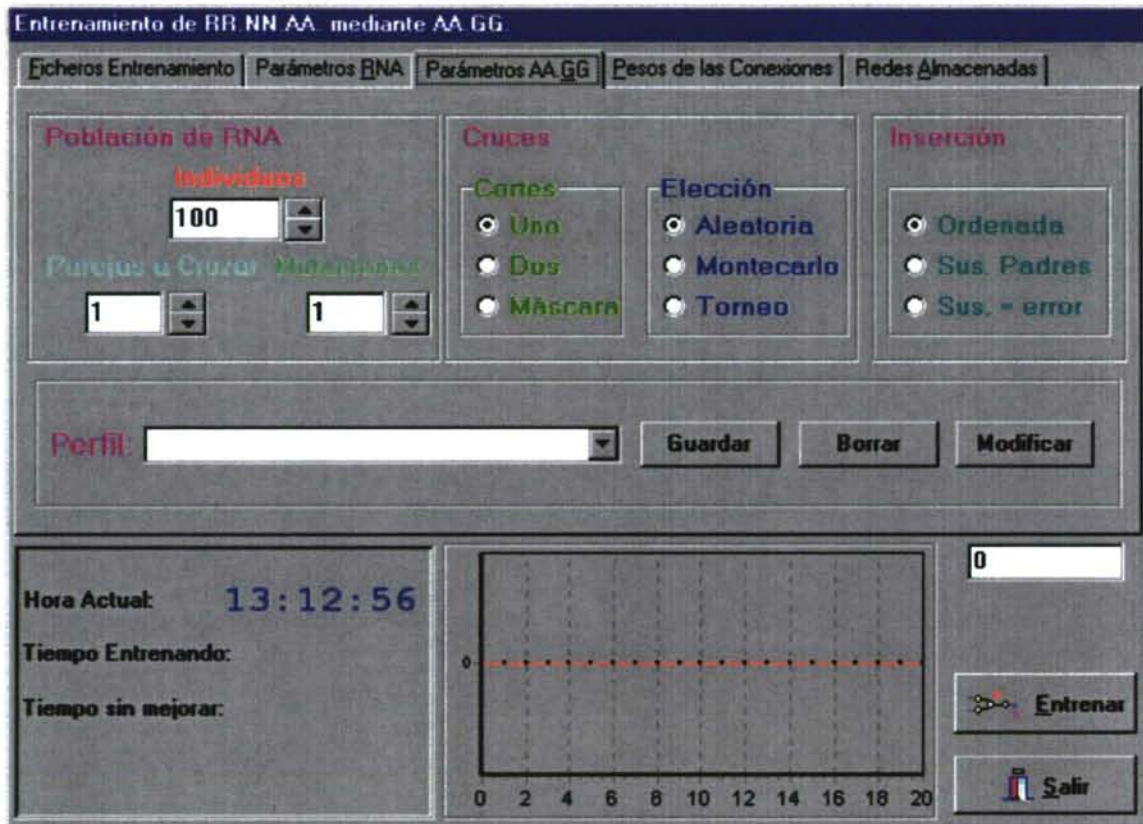 Entrenamiento de RR.NN.AA. mediante AA.GG.
Ficheros Entrenamiento Parámetros RNA Parámetros AA.GG Pesos de las Conexiones Redes Almacenadas
Población de RNA
Individuos
100
Parejas a Cruzar Mutaciones
1 1
Cruces
Cortes
Uno
Dos
Máscara
Elección
Aleatoria
Montecarlo
Torneo
Inserción
Ordenada
Sus. Padres
Sus. = error
Perfil:
Guardar Borrar Modificar
Hora Actual: 13:12:56
Tiempo Entrenando:
Tiempo sin mejorar:
0
0 2 4 6 8 10 12 14 16 18 20
0
Entrenar
Salir